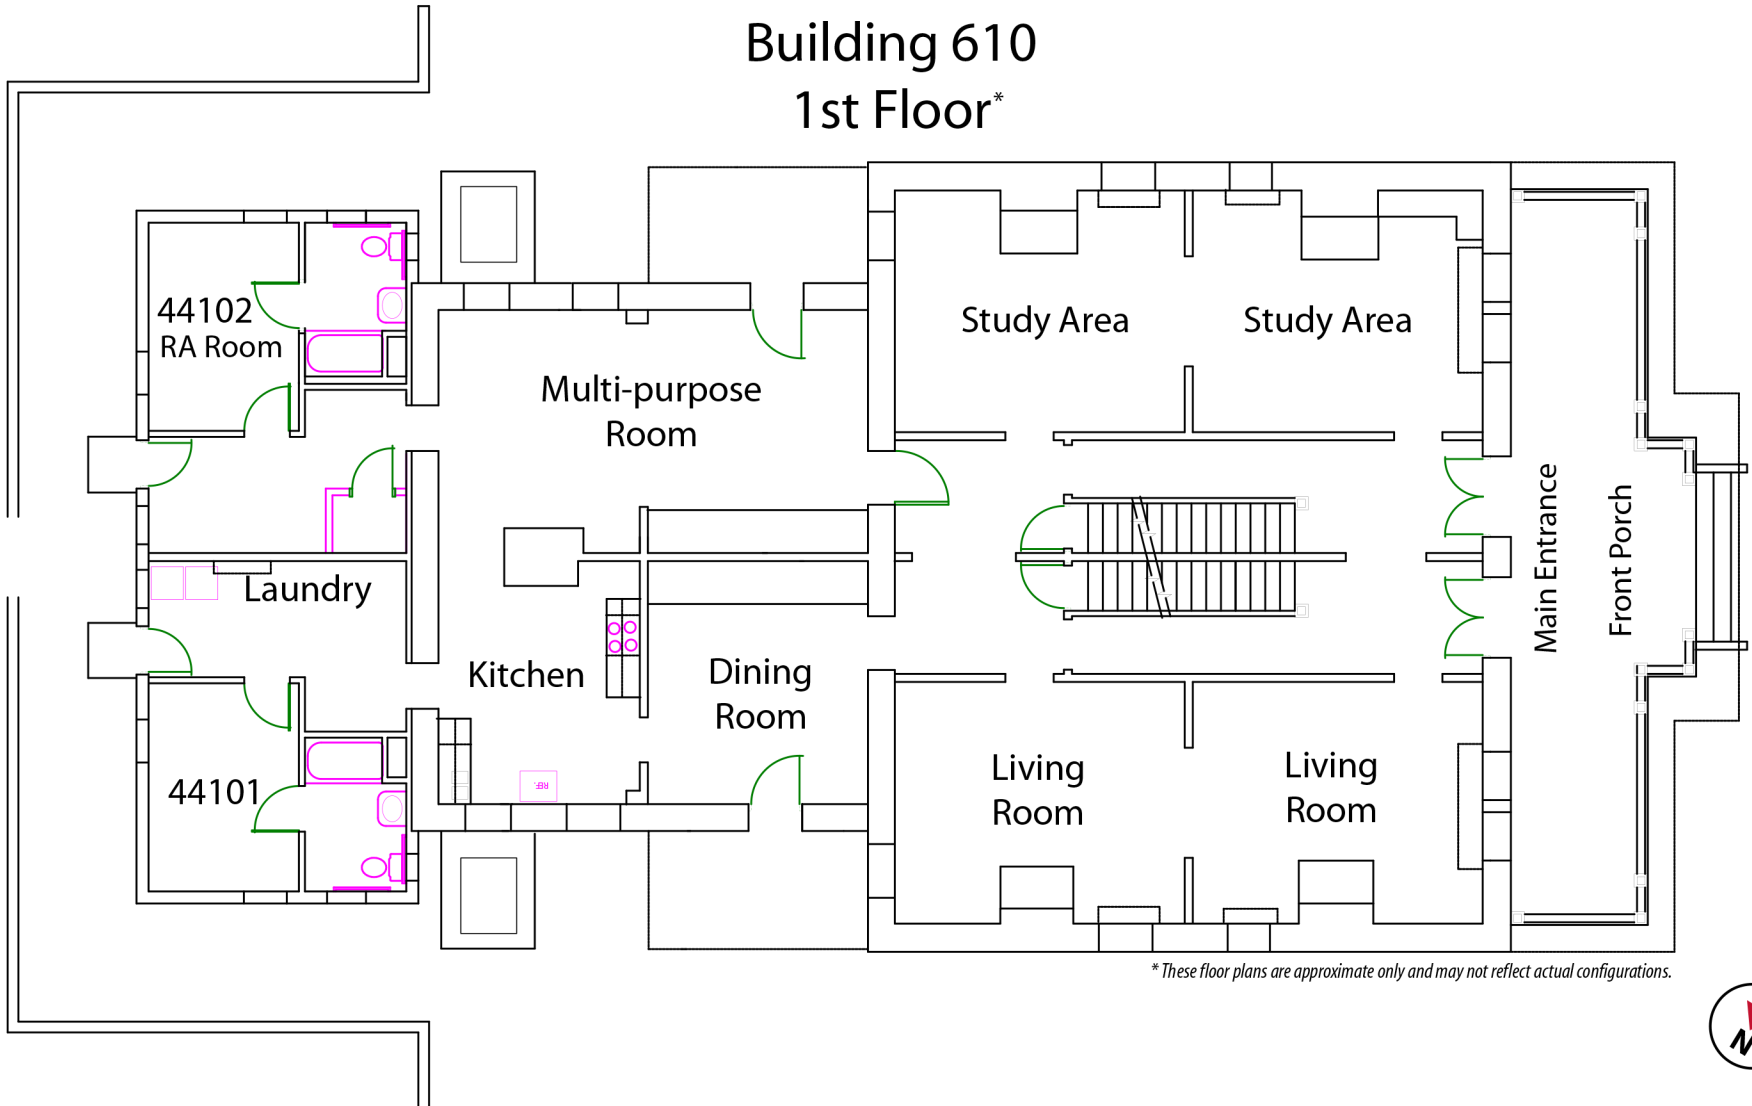 Building 610
1st Floor*
44102
RA Room
Multi-purpose
Room
Study Area
Study Area
Laundry
Kitchen
Dining
Room
44101
REF.
Living
Room
Living
Room
Main Entrance
Front Porch
* These floor plans are approximate only and may not reflect actual configurations.
N